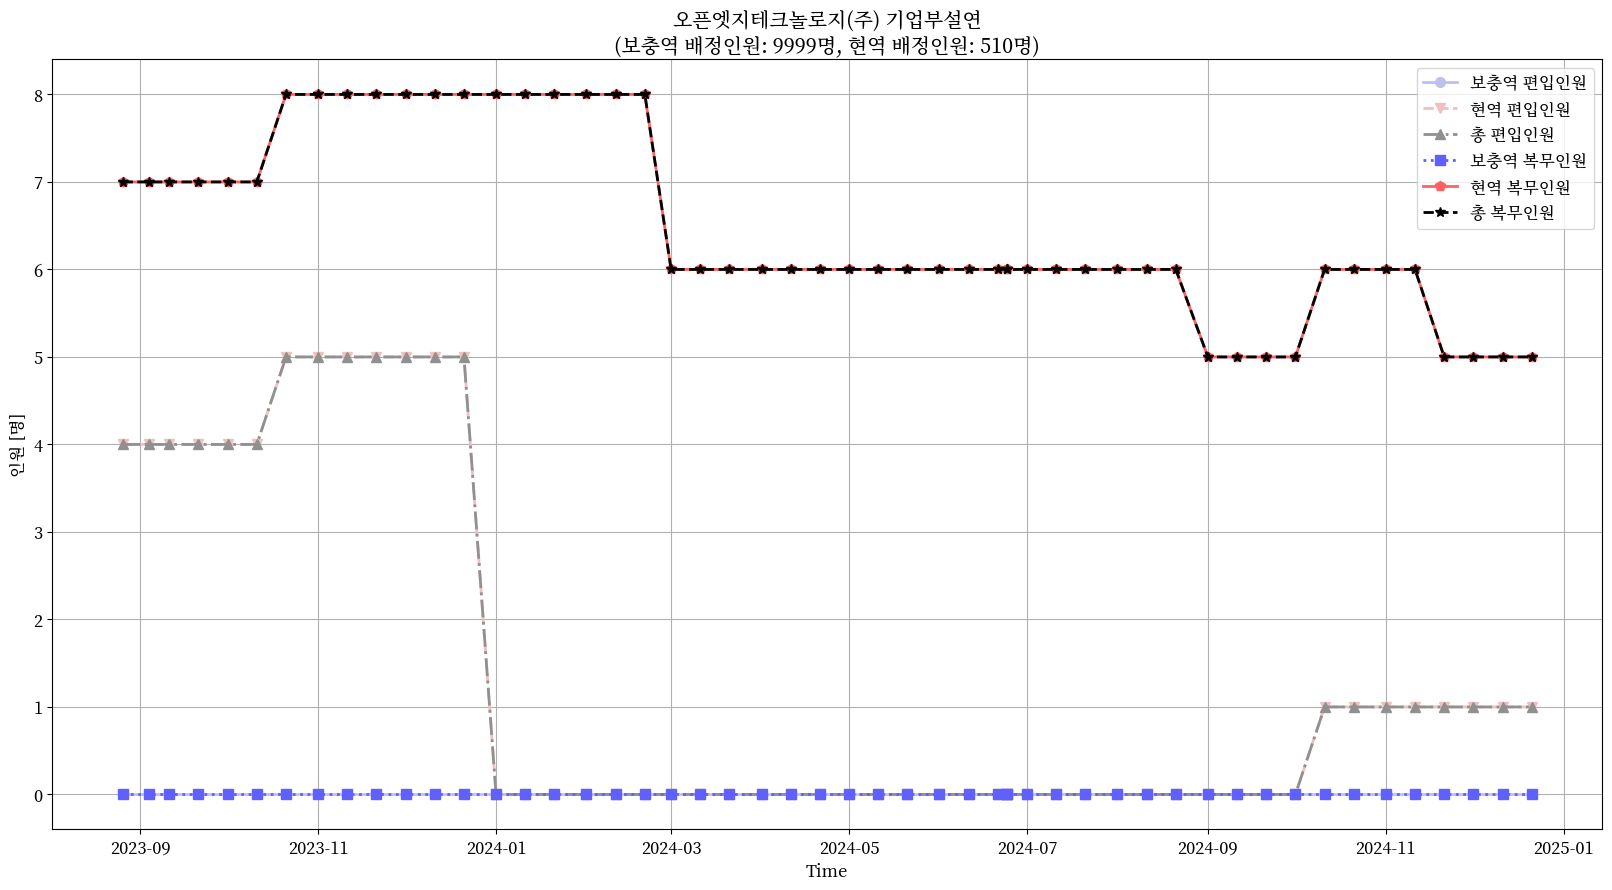 오픈엣지테크놀로지(주) 기업부설연
(보충역 배정인원: 9999명, 현역 배정인원: 510명)
보충역 편입인원
현역 편입인원
총 편입인원
보충역 복무인원
현역 복무인원
총 복무인원
인원 [명]
8
7
6
5
4
3
2
1
0
2023-09
2023-11
2024-01
2024-03
2024-05
2024-07
2024-09
2024-11
2025-01
Time